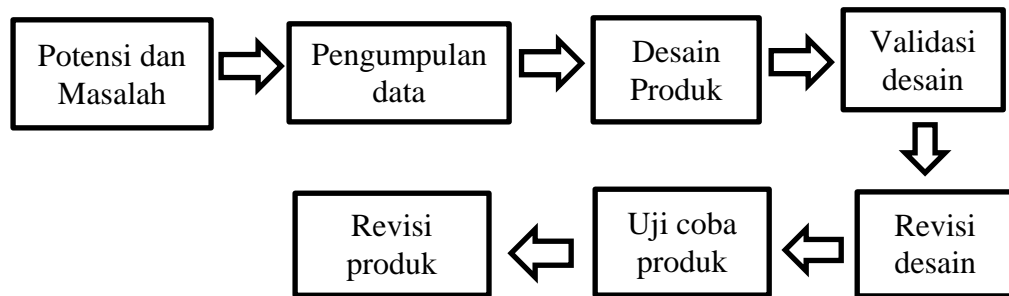 Potensi dan
Masalah
Pengumpulan
data
Desain
Produk
Validasi
desain
Revisi
desain
Uji coba
produk
Revisi
produk